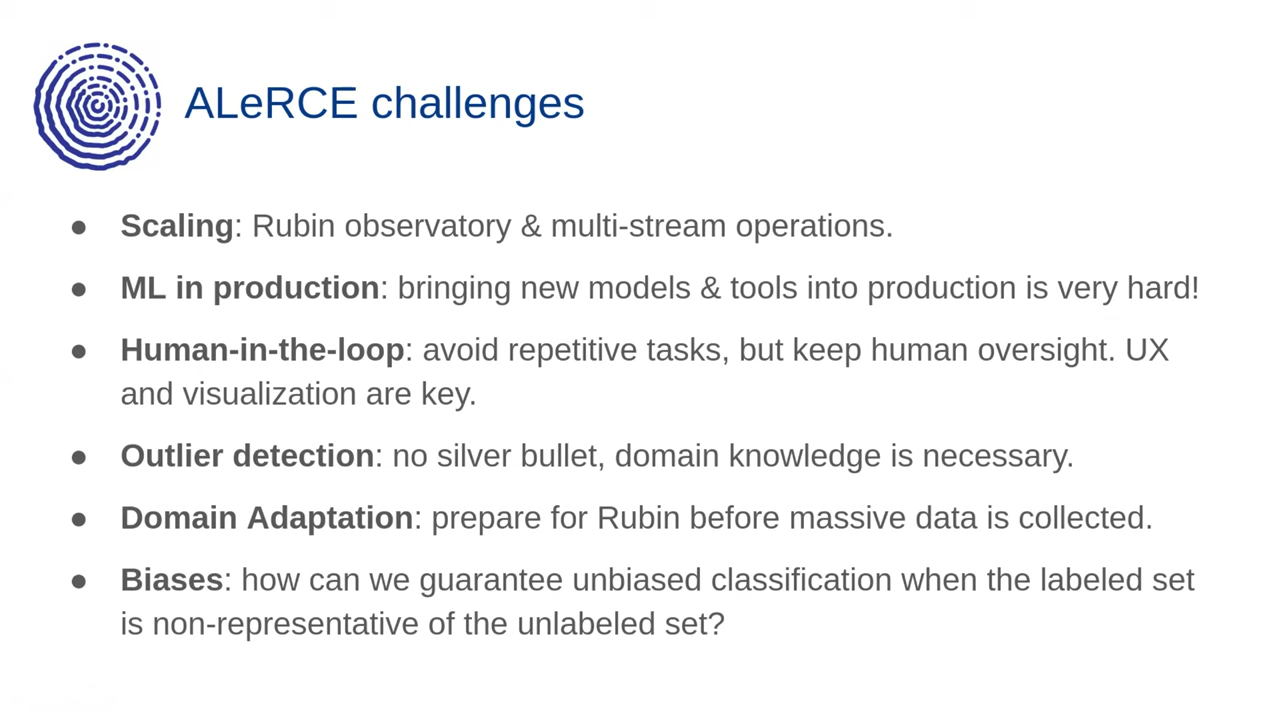 ALeRCE challenges
● Scaling: Rubin observatory & multi-stream operations.
● ML in production: bringing new models & tools into production is very hard!
● Human-in-the-loop: avoid repetitive tasks, but keep human oversight. UX
and visualization are key.
● Outlier detection: no silver bullet, domain knowledge is necessary.
● Domain Adaptation: prepare for Rubin before massive data is collected.
● Biases: how can we guarantee unbiased classification when the labeled set
is non-representative of the unlabeled set?